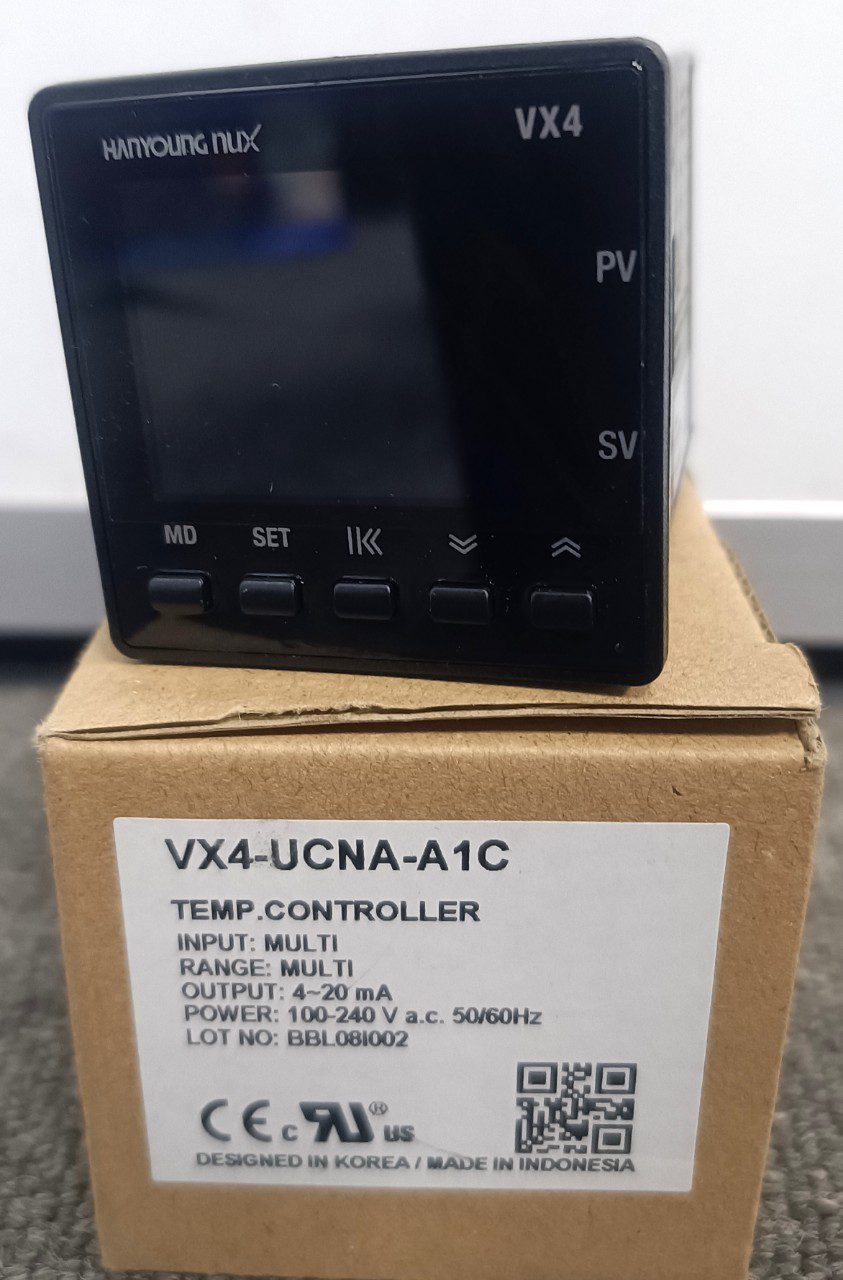 HANYOUNG NUX
VX4
PV
SV
MD SET
VX4-UCNA-A1C
TEMP.CONTROLLER
INPUT: MULTI
RANGE: MULTI
OUTPUT: 4~20 mA
POWER: 100-240 V a.c. 50/60Hz
LOT NO: BBL08I002
CE c RU ® US
DESIGNED IN KOREA / MADE IN INDONESIA